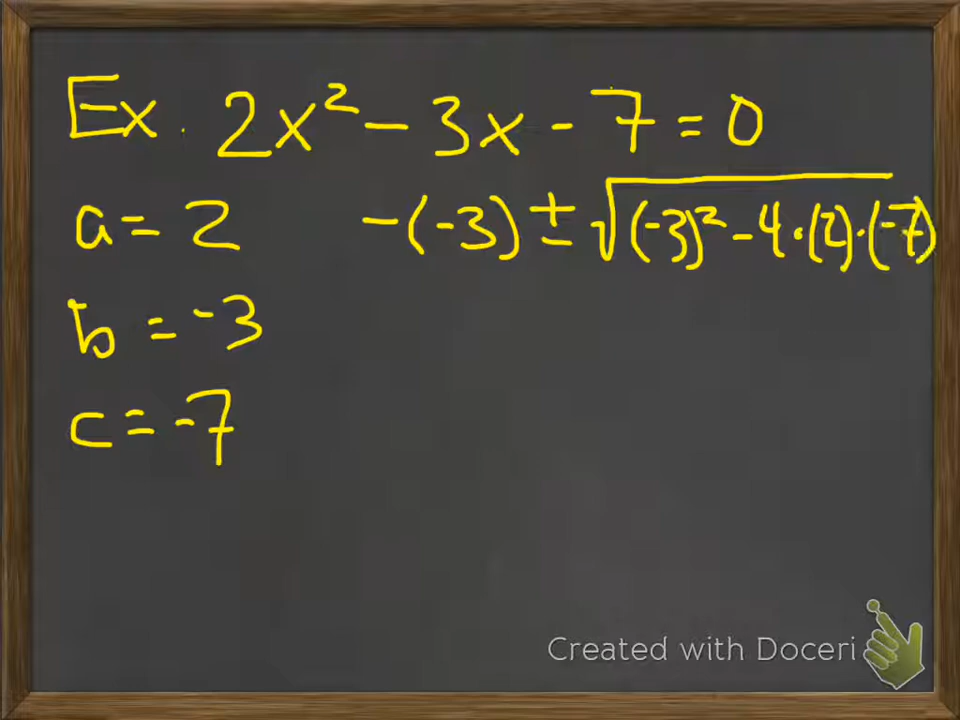 Ex. 2x² - 3x - 7 = 0
a = 2
-(-3) ± √(-3)² - 4·(2)·(-7)
b = -3
c = -7
Created with Doceri